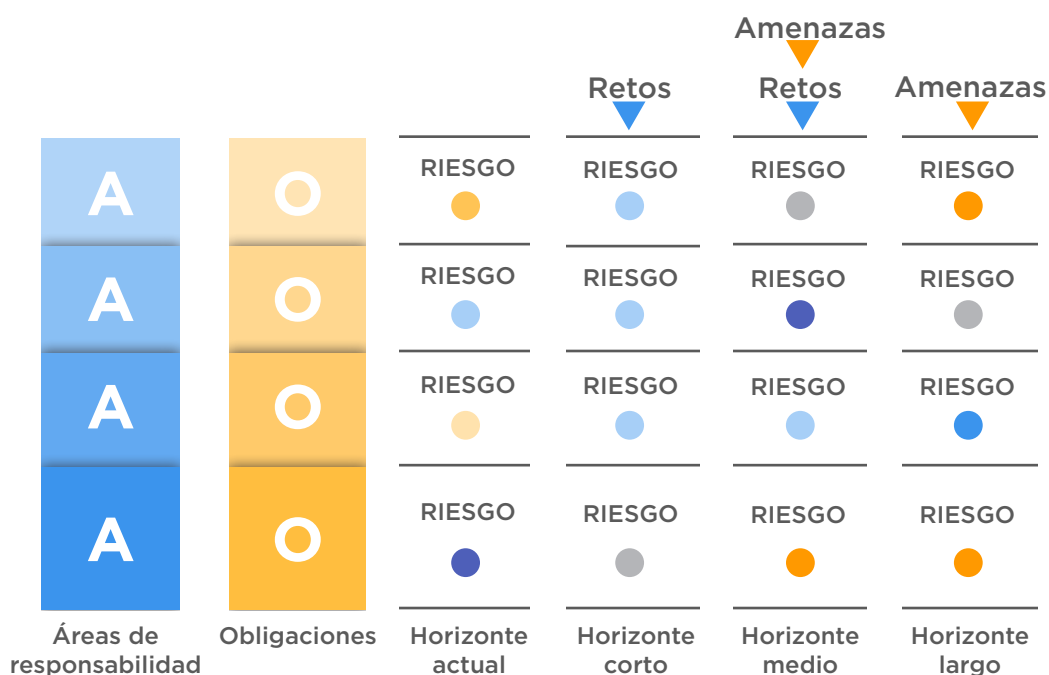 Amenazas
Retos
Retos
Amenazas
A
O
RIESGO
RIESGO
RIESGO
RIESGO
A
O
RIESGO
RIESGO
RIESGO
RIESGO
A
O
RIESGO
RIESGO
RIESGO
RIESGO
A
O
RIESGO
RIESGO
RIESGO
RIESGO
Áreas de
responsabilidad
Obligaciones
Horizonte
actual
Horizonte
corto
Horizonte
medio
Horizonte
largo